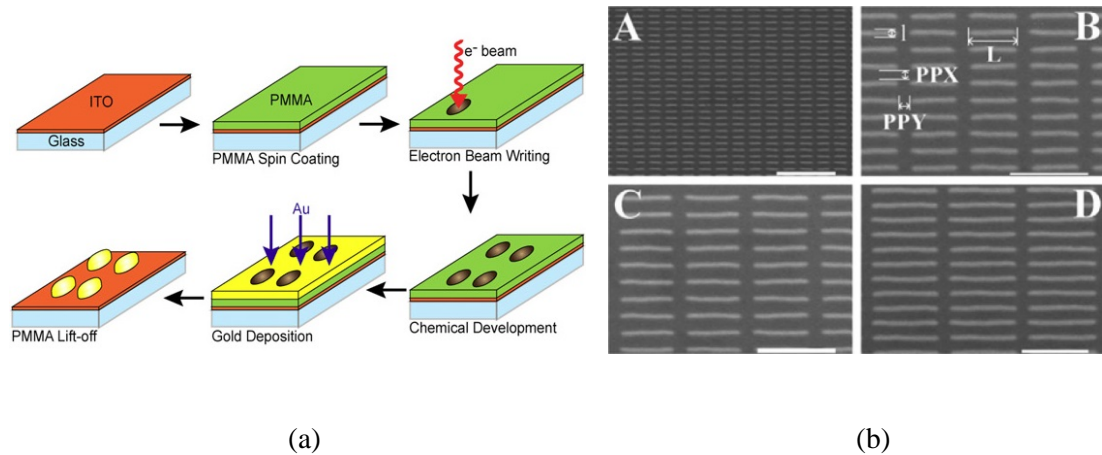 ITO
Glass
PMMA
PMMA Spin Coating
e⁻ beam
Electron Beam Writing
Au
PMMA Lift-off
Gold Deposition
Chemical Development
A
B
l
L
PPX
PPY
C
D
(a)
(b)